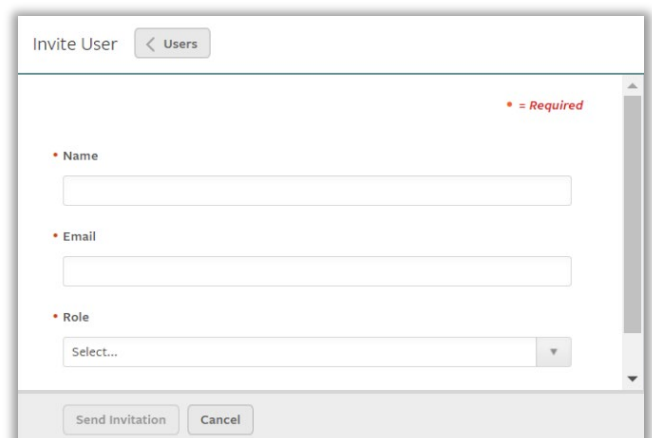 Invite User < Users
• = Required
• Name
• Email
• Role
Select...
Send Invitation Cancel